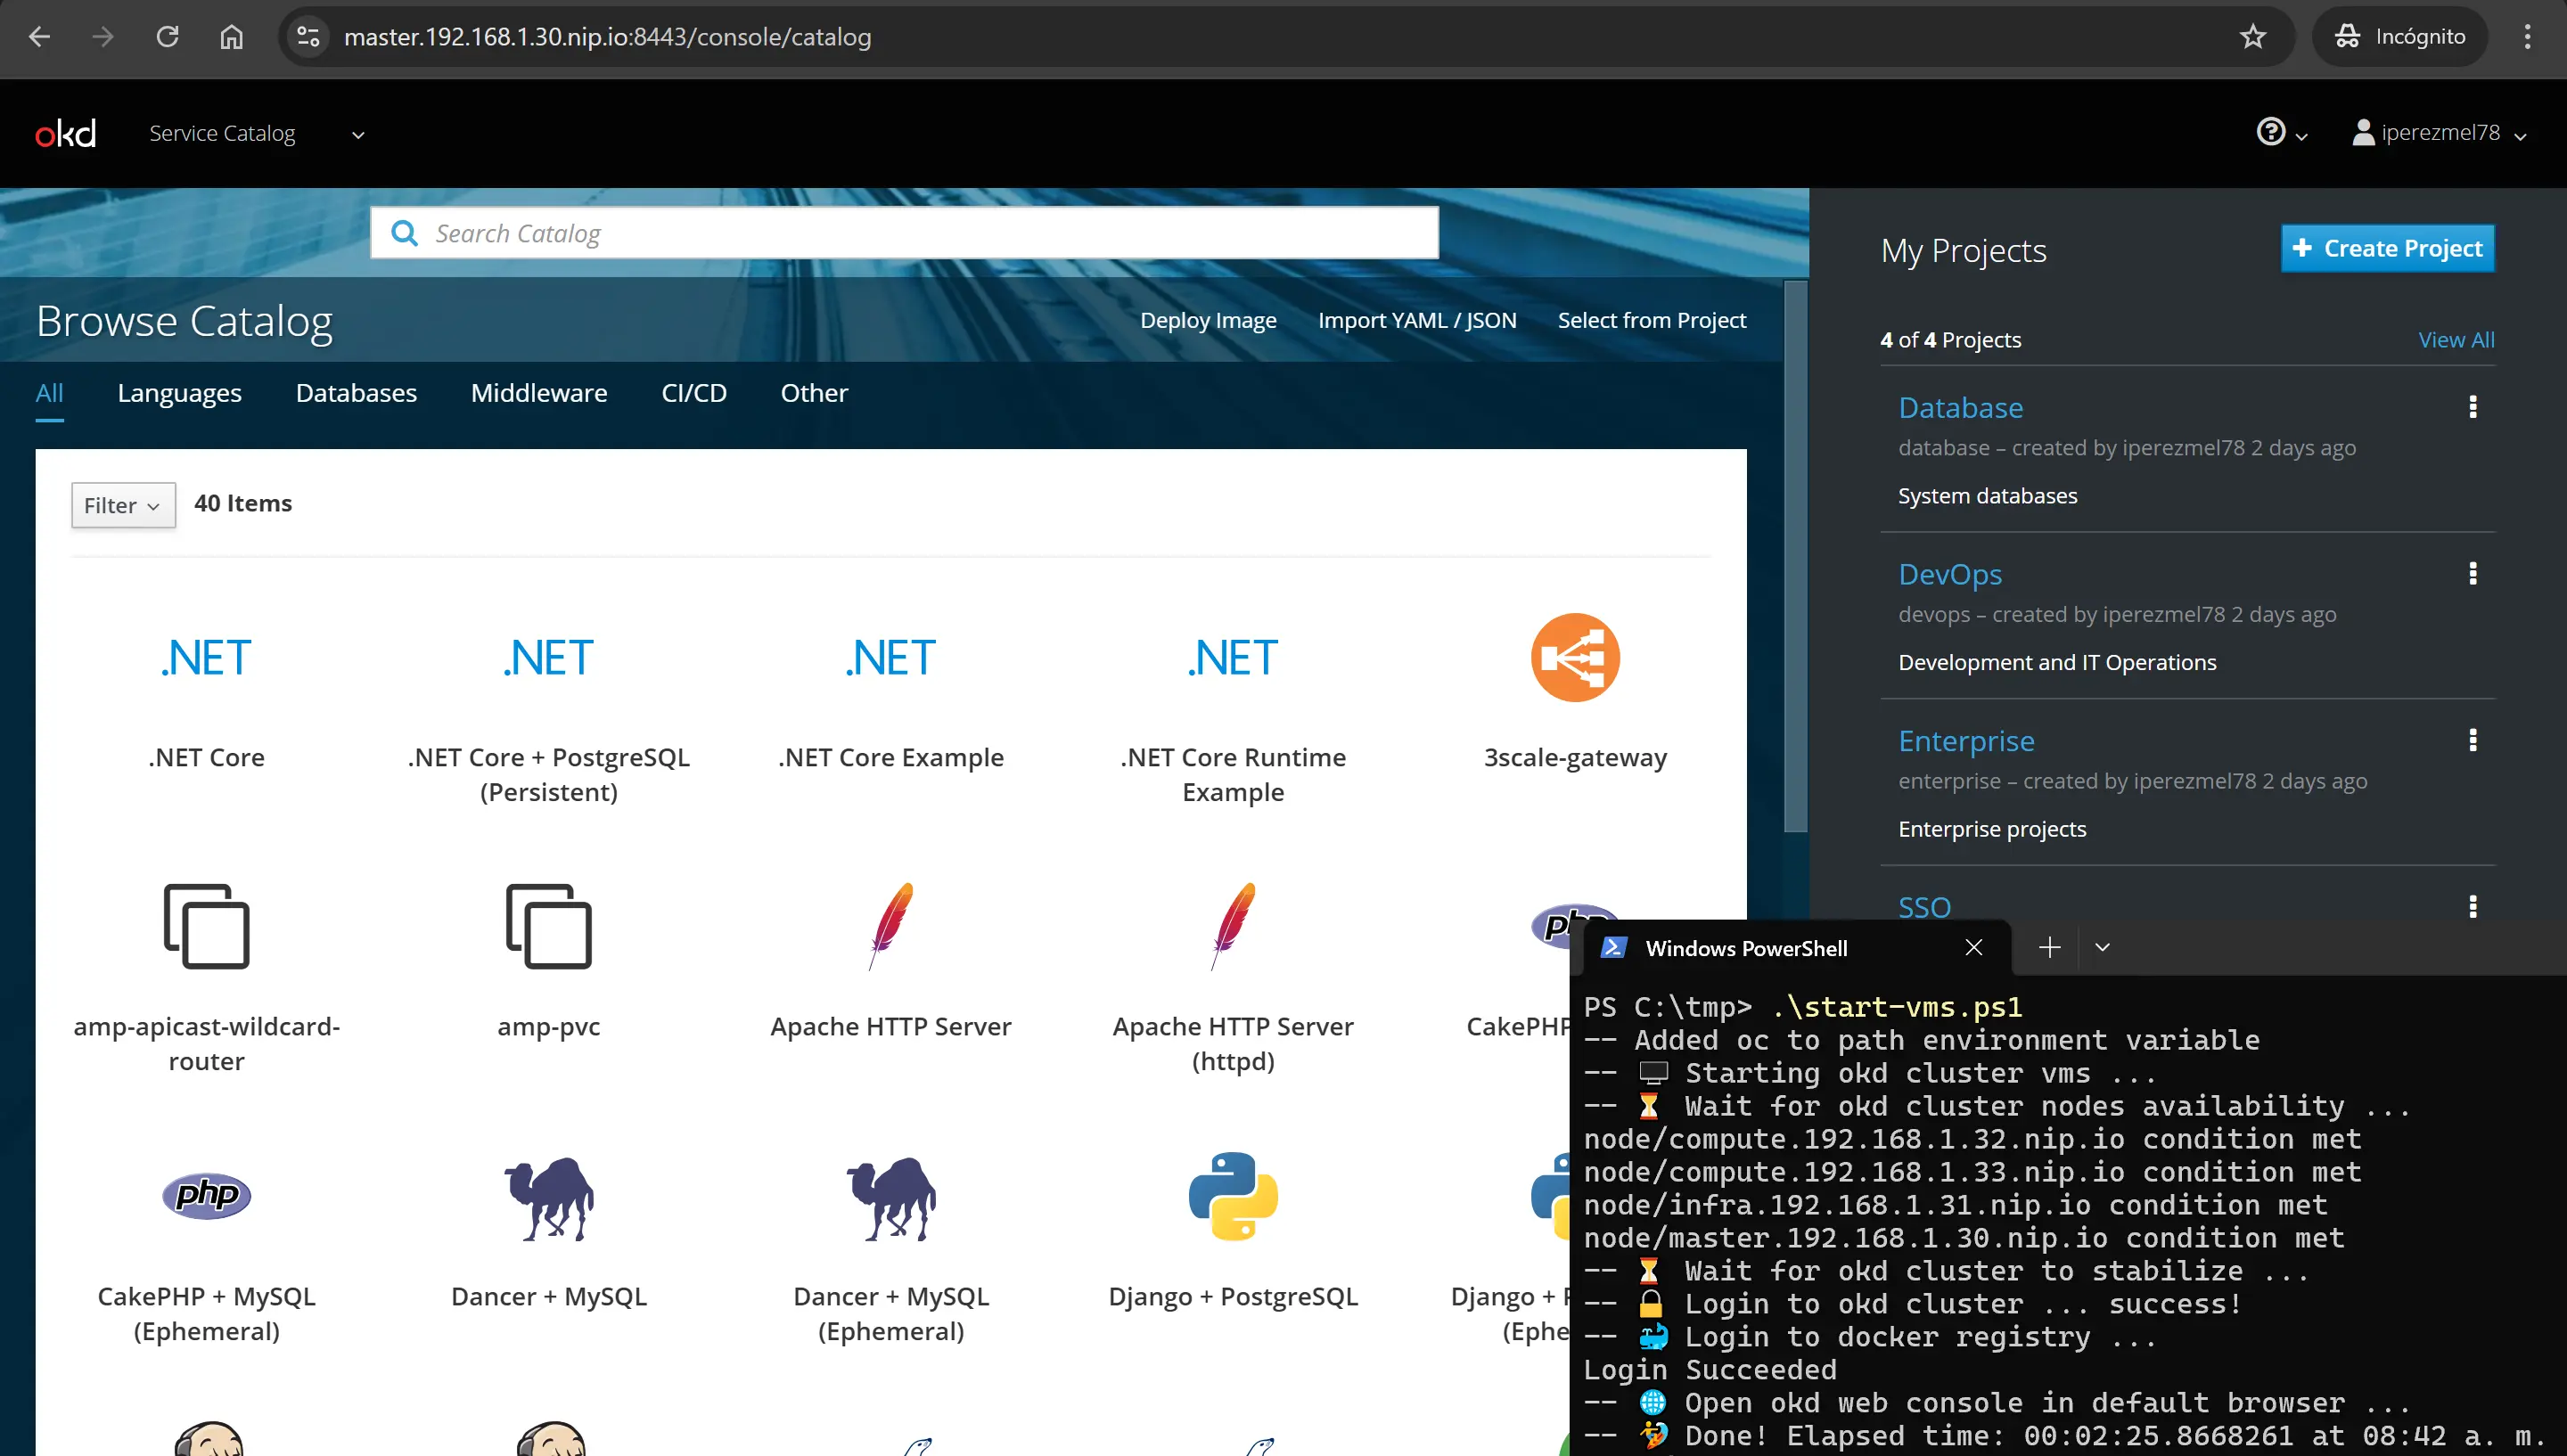 master.192.168.1.30.nip.io:8443/console/catalog
Incógnito
okd
Service Catalog
iperezmel78
Search Catalog
Browse Catalog
Deploy Image
Import YAML / JSON
Select from Project
All
Languages
Databases
Middleware
CI/CD
Other
Filter
40 Items
.NET
.NET
.NET
.NET
.NET Core
.NET Core + PostgreSQL
(Persistent)
.NET Core Example
.NET Core Runtime
Example
3scale-gateway
php
amp-apicast-wildcard-
router
amp-pvc
Apache HTTP Server
Apache HTTP Server
(httpd)
CakePHP
php
CakePHP + MySQL
(Ephemeral)
Dancer + MySQL
Dancer + MySQL
(Ephemeral)
Django + PostgreSQL
Django +
My Projects
Create Project
4 of 4 Projects
View All
Database
database – created by iperezmel78 2 days ago
System databases
DevOps
devops – created by iperezmel78 2 days ago
Development and IT Operations
Enterprise
enterprise – created by iperezmel78 2 days ago
Enterprise projects
SSO
Windows PowerShell
PS C:\tmp> .\start-vms.ps1
-- Added oc to path environment variable
-- Starting okd cluster vms ...
-- Wait for okd cluster nodes availability ...
node/compute.192.168.1.32.nip.io condition met
node/compute.192.168.1.33.nip.io condition met
node/infra.192.168.1.31.nip.io condition met
node/master.192.168.1.30.nip.io condition met
-- Wait for okd cluster to stabilize ...
-- Login to okd cluster ... success!
-- Login to docker registry ...
Login Succeeded
-- Open okd web console in default browser ...
-- Done! Elapsed time: 00:02:25.8668261 at 08:42 a. m.